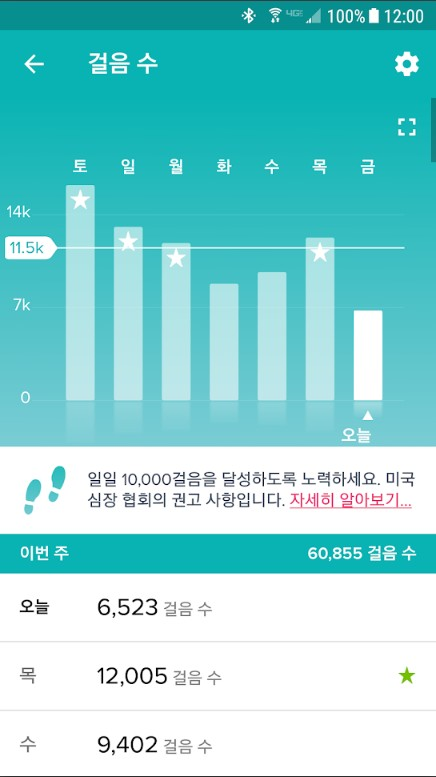 4G 100% 12:00
걸음 수
토 일 월 화 수 목 금
14k
11.5k
7k
0
오늘
일일 10,000걸음을 달성하도록 노력하세요. 미국
심장 협회의 권고 사항입니다. 자세히 알아보기...
이번 주 60,855 걸음 수
오늘 6,523 걸음 수
목 12,005 걸음 수
수 9,402 걸음 수